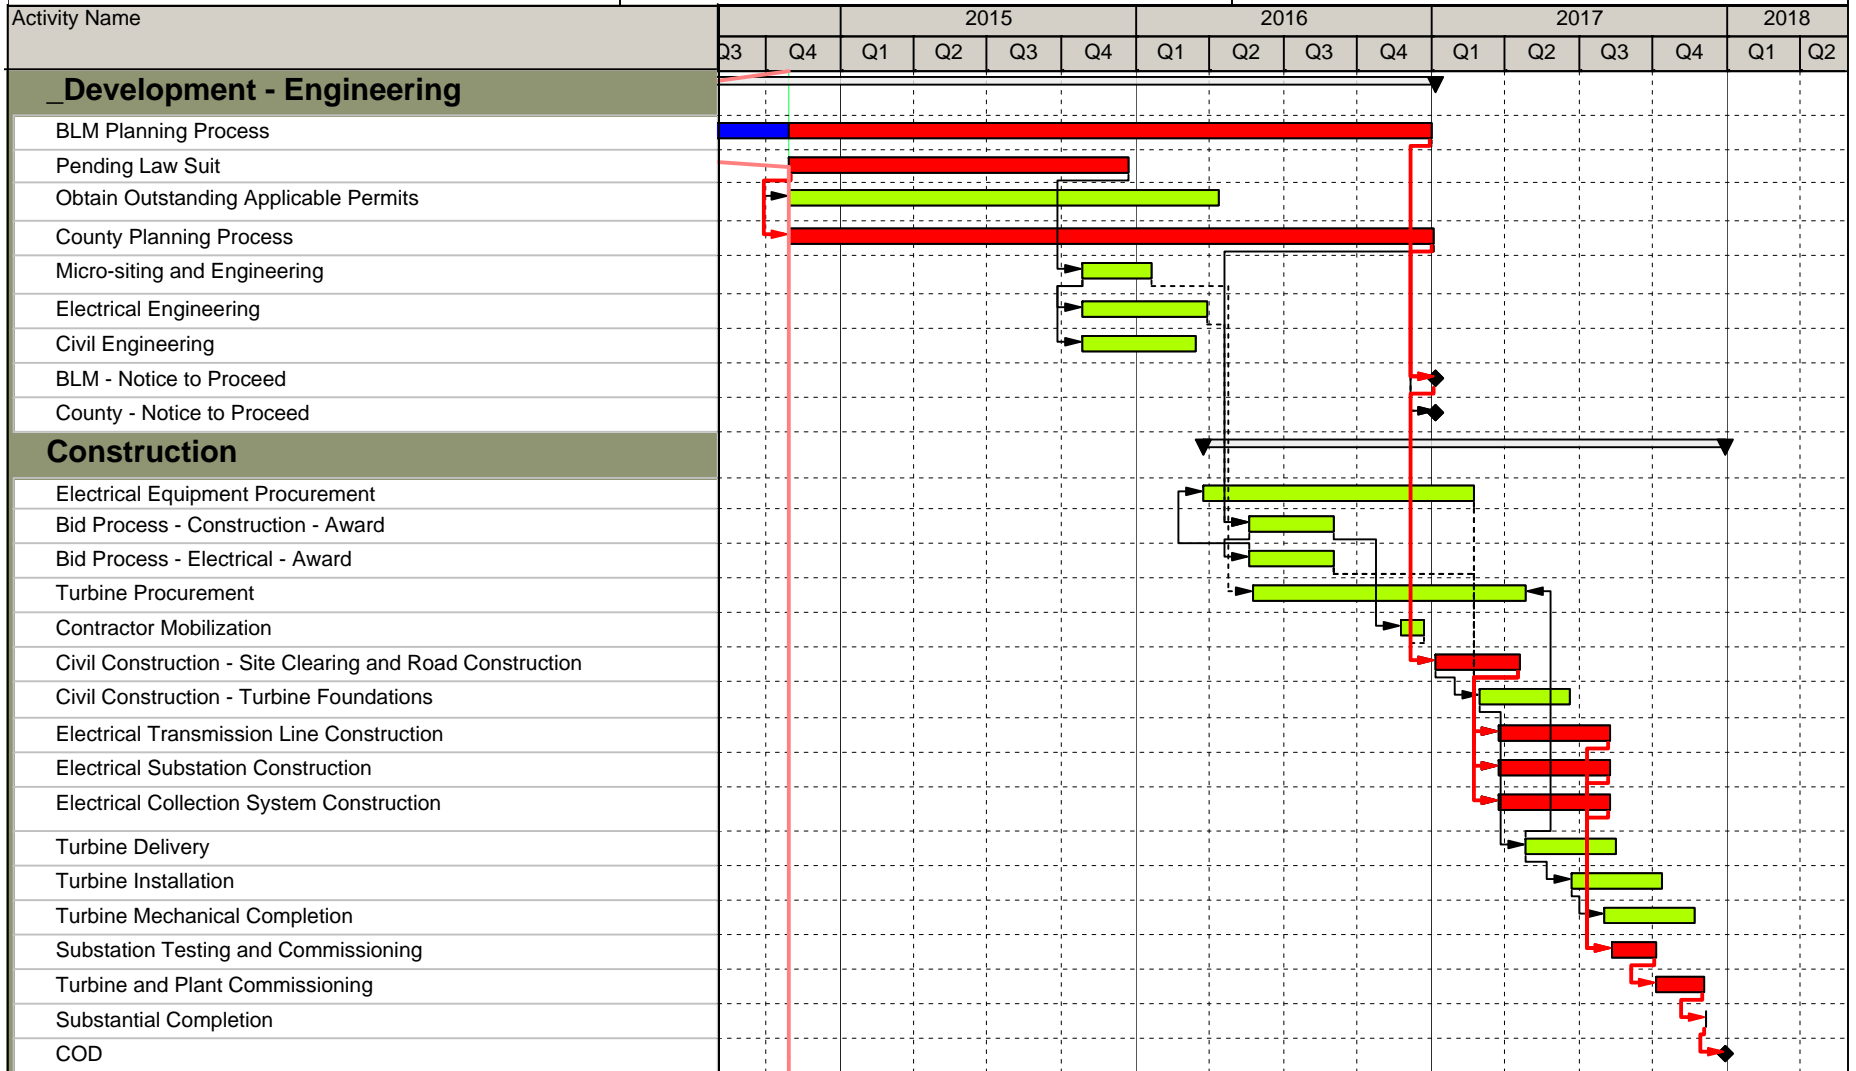 Activity Name
2015 2016 2017 2018
Q3 Q4 Q1 Q2 Q3 Q4 Q1 Q2 Q3 Q4 Q1 Q2 Q3 Q4 Q1 Q2
_Development - Engineering
BLM Planning Process
Pending Law Suit
Obtain Outstanding Applicable Permits
County Planning Process
Micro-siting and Engineering
Electrical Engineering
Civil Engineering
BLM - Notice to Proceed
County - Notice to Proceed
Construction
Electrical Equipment Procurement
Bid Process - Construction - Award
Bid Process - Electrical - Award
Turbine Procurement
Contractor Mobilization
Civil Construction - Site Clearing and Road Construction
Civil Construction - Turbine Foundations
Electrical Transmission Line Construction
Electrical Substation Construction
Electrical Collection System Construction
Turbine Delivery
Turbine Installation
Turbine Mechanical Completion
Substation Testing and Commissioning
Turbine and Plant Commissioning
Substantial Completion
COD